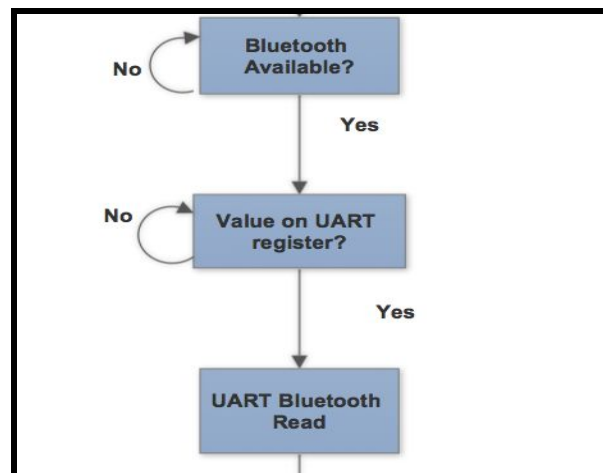 Bluetooth
Available?
No
Yes
No
Value on UART
register?
Yes
UART Bluetooth
Read